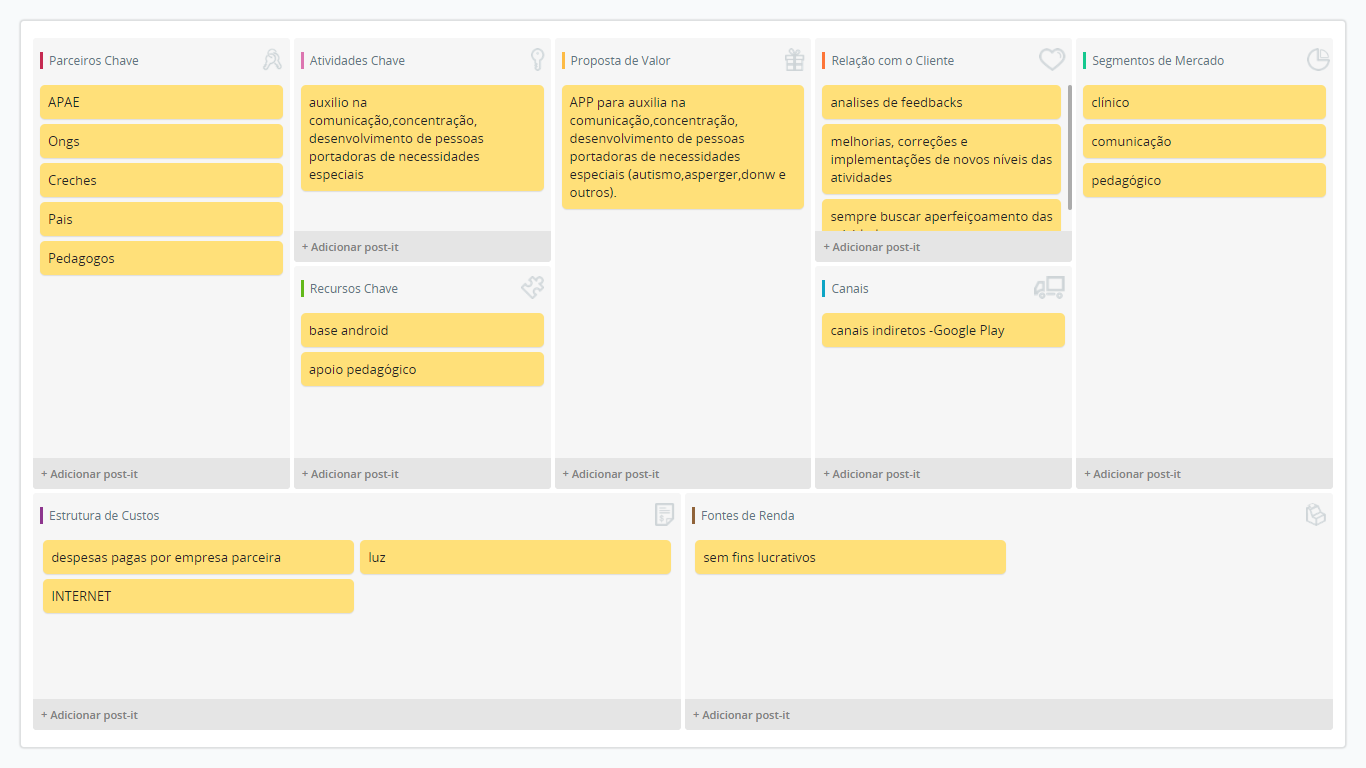 Parceiros Chave
APAE
Ongs
Creches
Pais
Pedagogos
+ Adicionar post-it
Atividades Chave
auxilio na
comunicação,concentração,
desenvolvimento de pessoas
portadoras de necessidades
especiais
+ Adicionar post-it
Recursos Chave
base android
apoio pedagógico
+ Adicionar post-it
Proposta de Valor
APP para auxilia na
comunicação,concentração,
desenvolvimento de pessoas
portadoras de necessidades
especiais (autismo,asperger,donw e
outros).
+ Adicionar post-it
Relação com o Cliente
analises de feedbacks
melhorias, correções e
implementações de novos níveis das
atividades
sempre buscar aperfeiçoamento das
+ Adicionar post-it
Canais
canais indiretos -Google Play
+ Adicionar post-it
Segmentos de Mercado
clínico
comunicação
pedagógico
+ Adicionar post-it
Estrutura de Custos
despesas pagas por empresa parceira
luz
INTERNET
+ Adicionar post-it
Fontes de Renda
sem fins lucrativos
+ Adicionar post-it